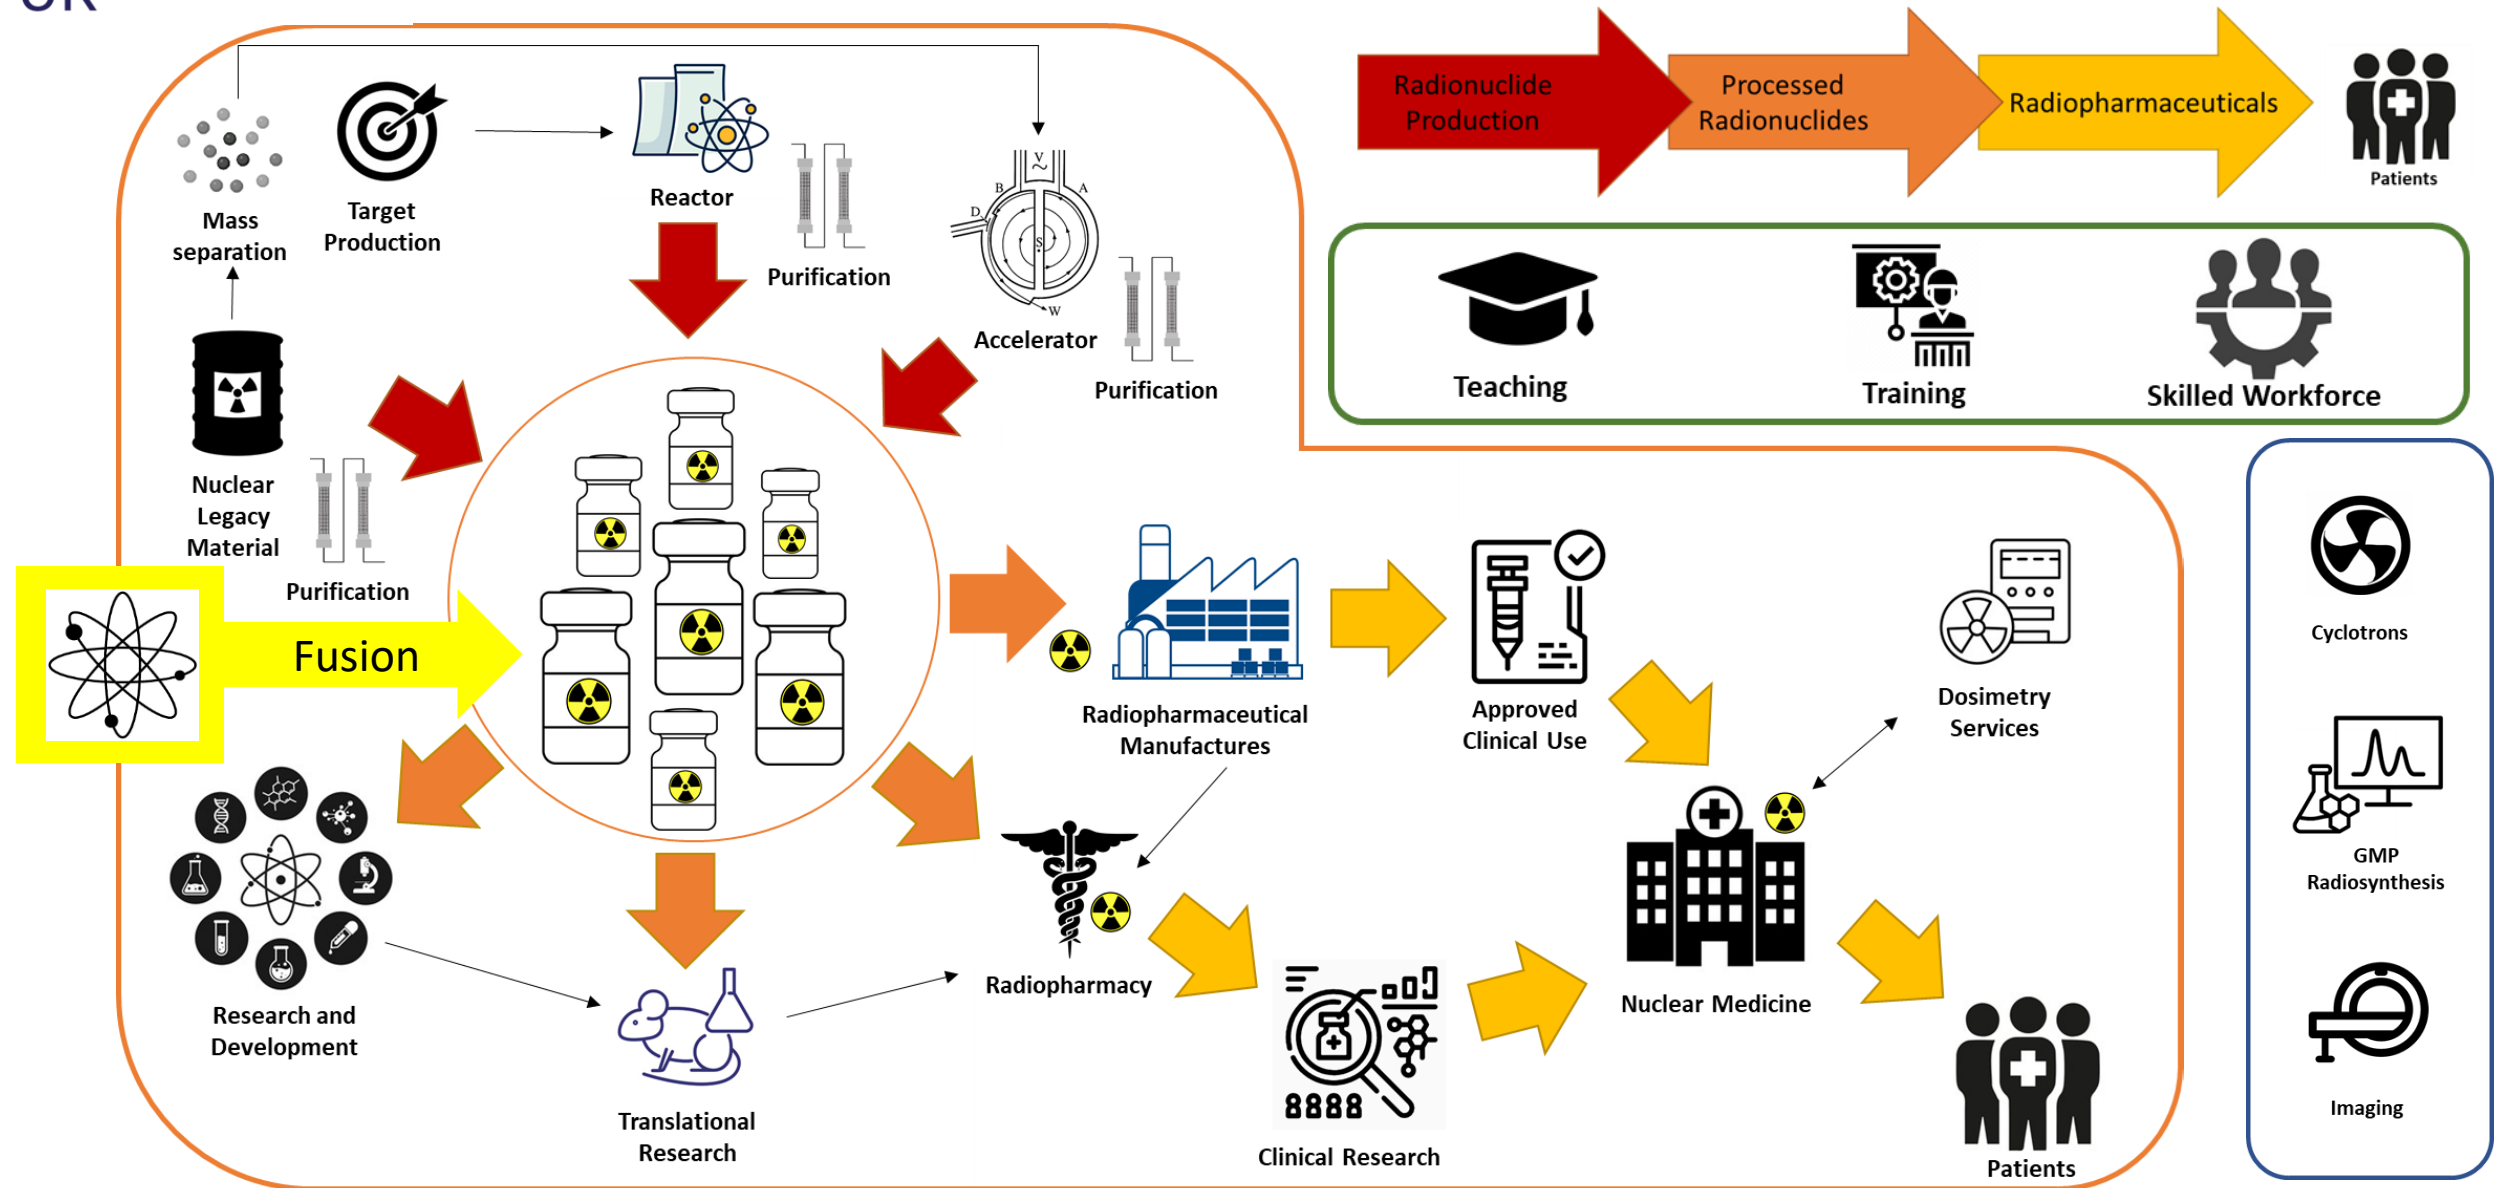 UK
Radionuclide
Production
Processed
Radionuclides
Radiopharmaceuticals
Patients
Mass
separation
Target
Production
Reactor
Purification
V
~
B
A
D
S
W
Accelerator
Purification
Teaching
Training
Skilled Workforce
Nuclear
Legacy
Material
Purification
Fusion
Radiopharmaceutical
Manufactures
Approved
Clinical Use
Dosimetry
Services
Cyclotrons
GMP
Radiosynthesis
Imaging
Research and
Development
Translational
Research
Radiopharmacy
8888
Clinical Research
Nuclear Medicine
Patients